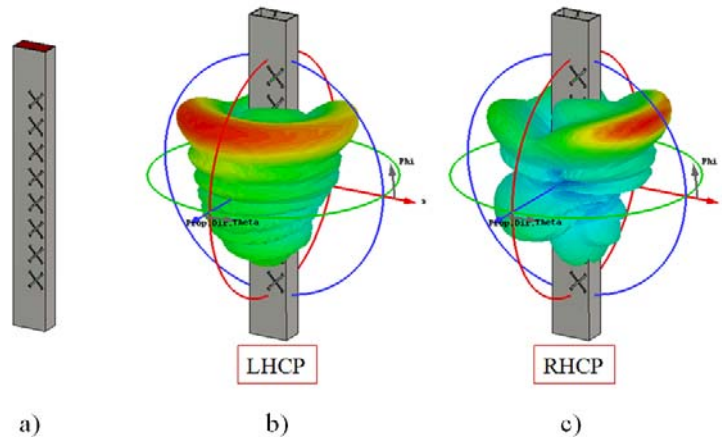 Phi
x
Prop.Dir.Theta
LHCP
Phi
x
Prop.Dir.Theta
RHCP
a)
b)
c)